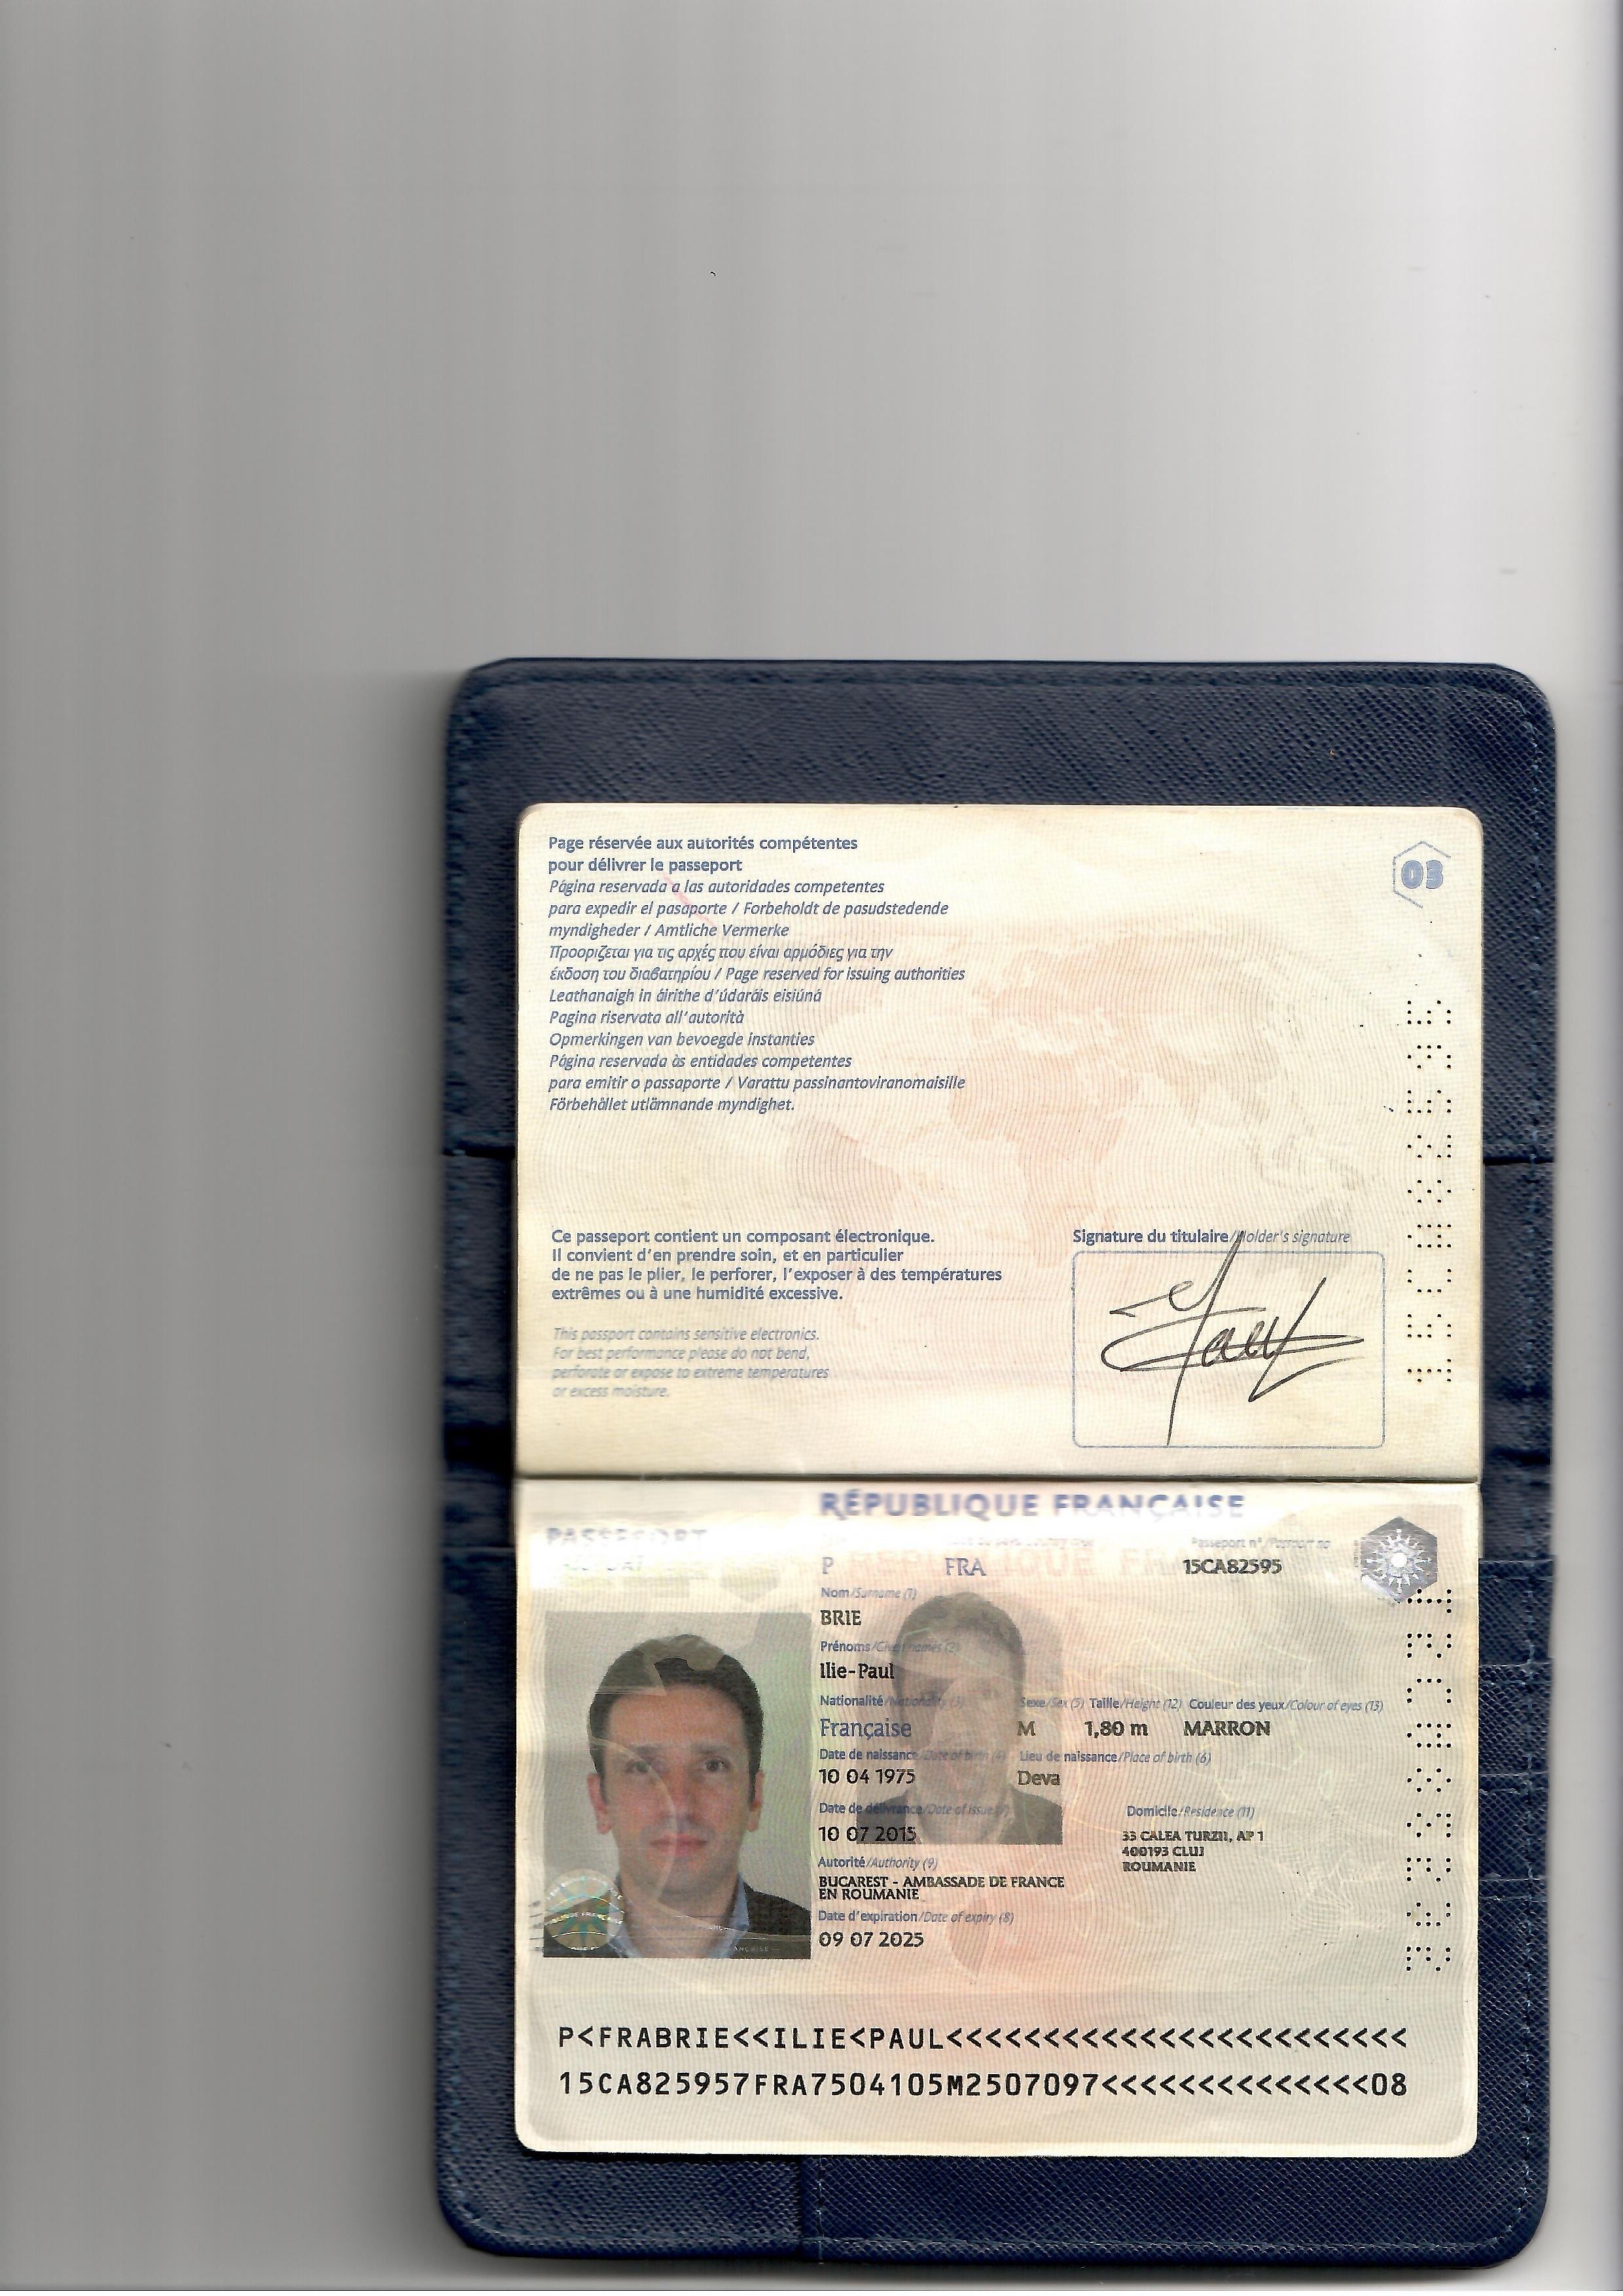 Page réservée aux autorités compétentes
pour délivrer le passeport
Página reservada a las autoridades competentes
para expedir el pasaporte / Forbeholdt de pasudstedende
myndigheder / Amtliche Vermerke
Προορίζεται για τις αρχές που είναι αρμόδιες για την
έκδοση του διαβατηρίου / Page reserved for issuing authorities
Leathanaigh in áirithe d'údaráis eisiúná
Pagina riservata all'autorità
Opmerkingen van bevoegde instanties
Página reservada às entidades competentes
para emitir o passaporte / Varattu passinantoviranomaisille
Förbehållet utlämnande myndighet.
03
Ce passeport contient un composant électronique.
Il convient d'en prendre soin, et en particulier
de ne pas le plier, le perforer, l'exposer à des températures
extrêmes ou à une humidité excessive.
This passport contains sensitive electronics.
For best performance please do not bend,
perforate or expose to extreme temperatures
or excess moisture.
Signature du titulaire/Holder's signature
15CA82595
RÉPUBLIQUE FRANÇAISE
PASSEPORT
Passeport n°/Passport no
P FRA 15CA82595
Nom/Surname (1)
BRIE
Prénoms/Given names (2)
Ilie-Paul
Nationalité/Nationality (3) Sexe/Sex (5) Taille/Height (12) Couleur des yeux/Colour of eyes (13)
Française M 1,80 m MARRON
Date de naissance/Date of birth (4) Lieu de naissance/Place of birth (6)
10 04 1975 Deva
Date de délivrance/Date of issue (7) Domicile/Residence (11)
10 07 2015 33 CALEA TURZII, AP 1
400193 CLUJ
ROUMANIE
Autorité/Authority (9)
BUCAREST - AMBASSADE DE FRANCE
EN ROUMANIE
Date d'expiration/Date of expiry (8)
09 07 2025
P<FRABRIE<<ILIE<PAUL<<<<<<<<<<<<<<<<<<<<<<<<
15CA825957FRA7504105M2507097<<<<<<<<<<<<<<08